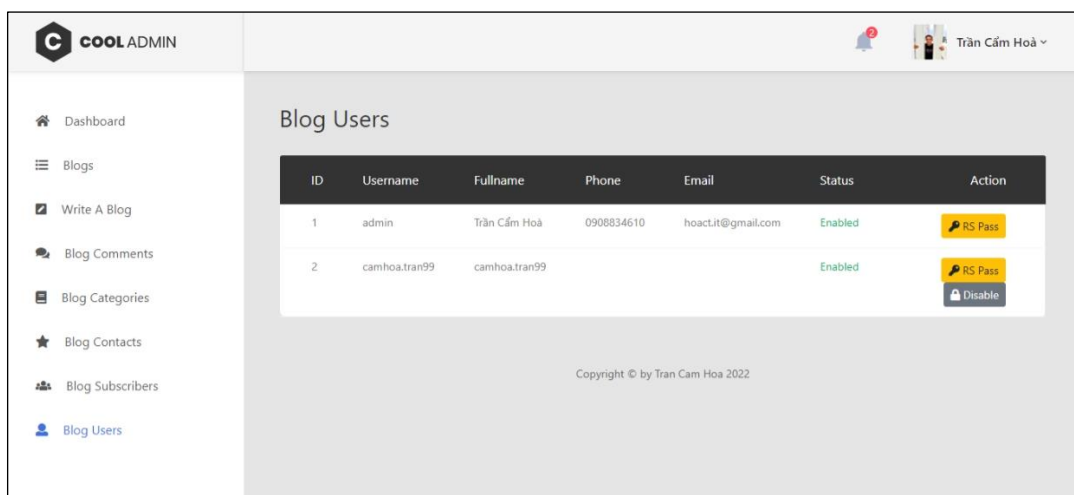 C COOL ADMIN
2
Trần Cẩm Hoà
Dashboard
Blogs
Write A Blog
Blog Comments
Blog Categories
Blog Contacts
Blog Subscribers
Blog Users
Blog Users
ID Username Fullname Phone Email Status Action
1 admin Trần Cẩm Hoà 0908834610 hoact.it@gmail.com Enabled RS Pass
2 camhoa.tran99 camhoa.tran99 Enabled RS Pass
Disable
Copyright © by Tran Cam Hoa 2022